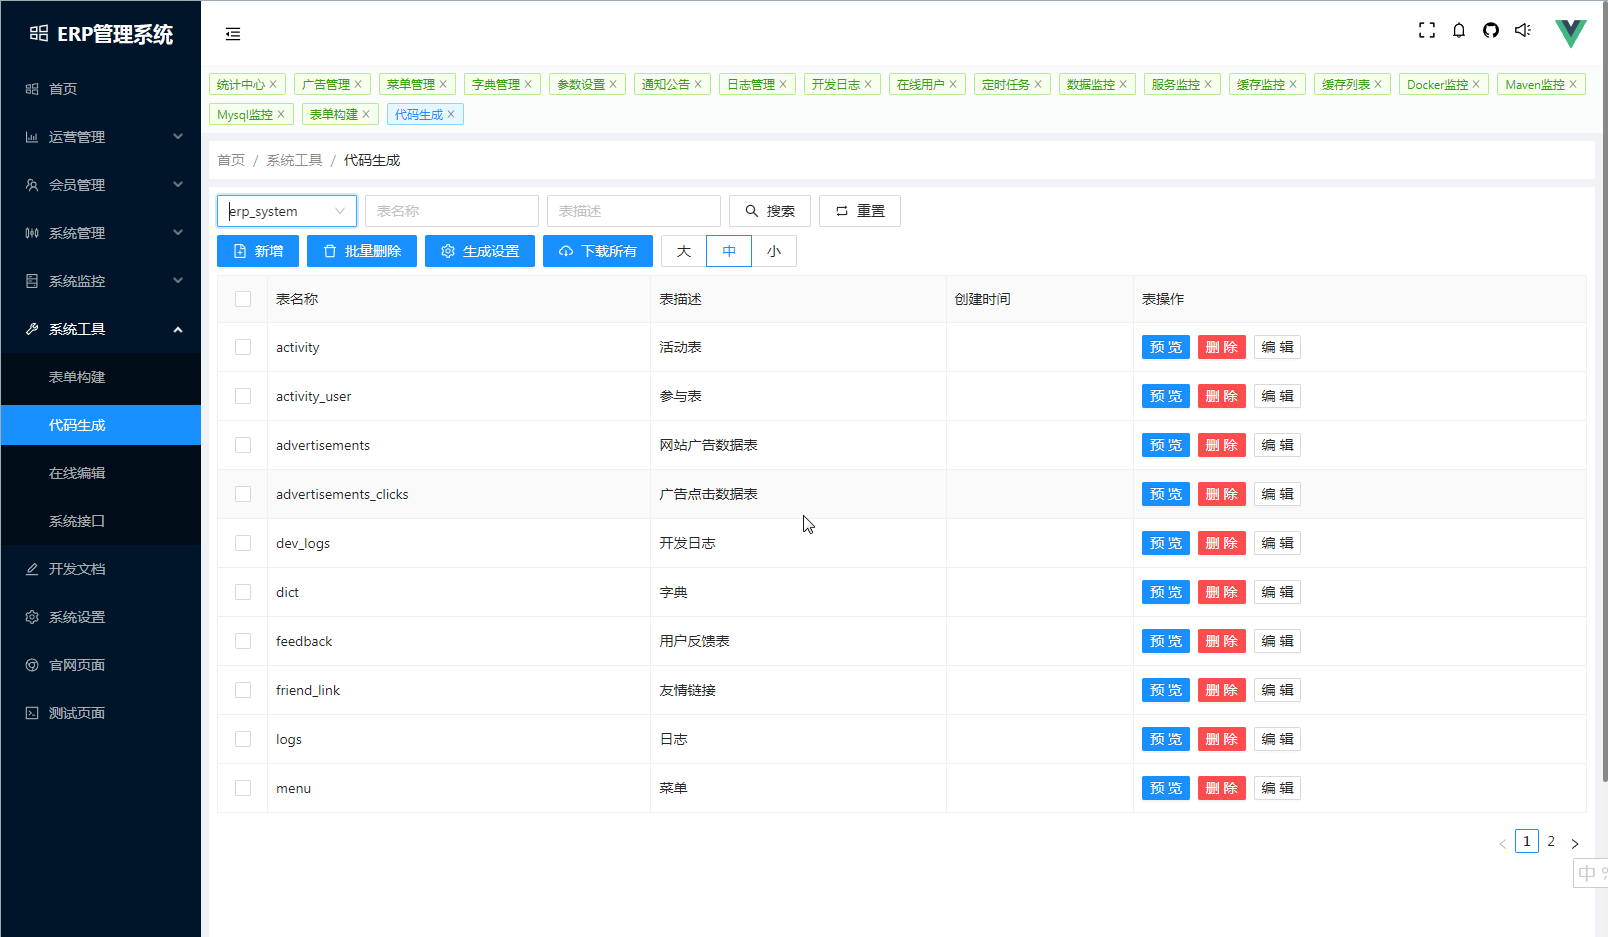 ERP管理系统
首页
运营管理
会员管理
系统管理
系统监控
系统工具
表单构建
代码生成
在线编辑
系统接口
开发文档
系统设置
官网页面
测试页面
统计中心 广告管理 菜单管理 字典管理 参数设置 通知公告 日志管理 开发日志 在线用户 定时任务 数据监控 服务监控 缓存监控 缓存列表 Docker监控 Maven监控
Mysql监控 表单构建 代码生成
首页 / 系统工具 / 代码生成
erp_system 表名称 表描述 搜索 重置
新增 批量删除 生成设置 下载所有 大 中 小
表名称 表描述 创建时间 表操作
activity 活动表 预 览 删 除 编 辑
activity_user 参与表 预 览 删 除 编 辑
advertisements 网站广告数据表 预 览 删 除 编 辑
advertisements_clicks 广告点击数据表 预 览 删 除 编 辑
dev_logs 开发日志 预 览 删 除 编 辑
dict 字典 预 览 删 除 编 辑
feedback 用户反馈表 预 览 删 除 编 辑
friend_link 友情链接 预 览 删 除 编 辑
logs 日志 预 览 删 除 编 辑
menu 菜单 预 览 删 除 编 辑
1 2
中